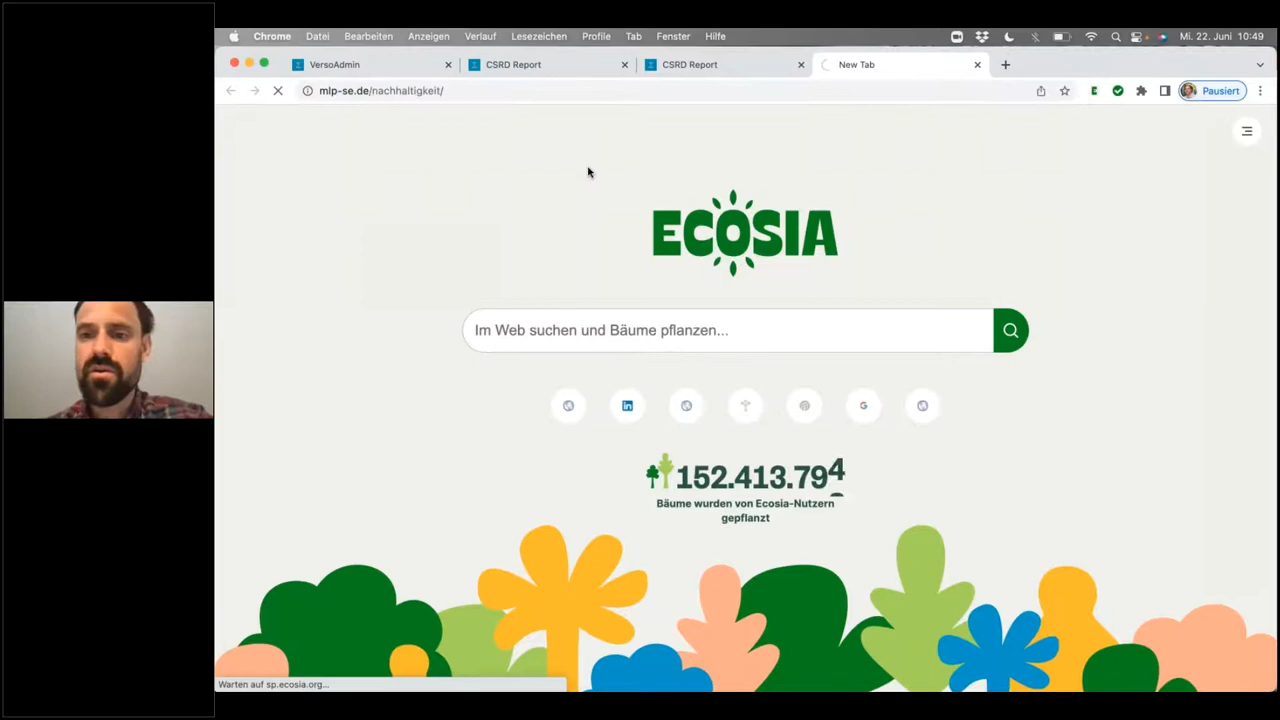 Chrome Datei Bearbeiten Anzeigen Verlauf Lesezeichen Profile Tab Fenster Hilfe Mi. 22. Juni 10:49
VersoAdmin CSRD Report CSRD Report New Tab
mlp-se.de/nachhaltigkeit/ Pausiert
ECOSIA
Im Web suchen und Bäume pflanzen...
152.413.794
Bäume wurden von Ecosia-Nutzern
gepflanzt
Warten auf sp.ecosia.org...